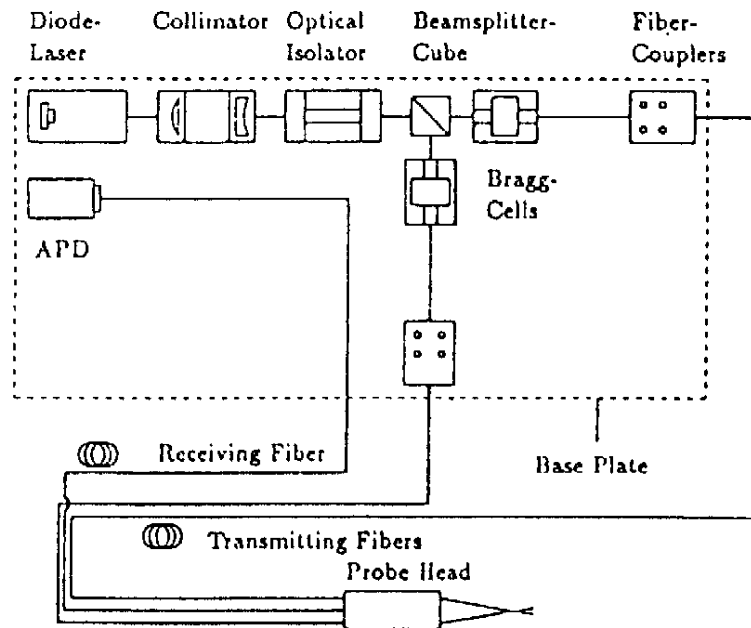 Diode-
Laser
Collimator
Optical
Isolator
Beamsplitter-
Cube
Fiber-
Couplers
APD
Bragg-
Cells
Receiving Fiber
Base Plate
Transmitting Fibers
Probe Head